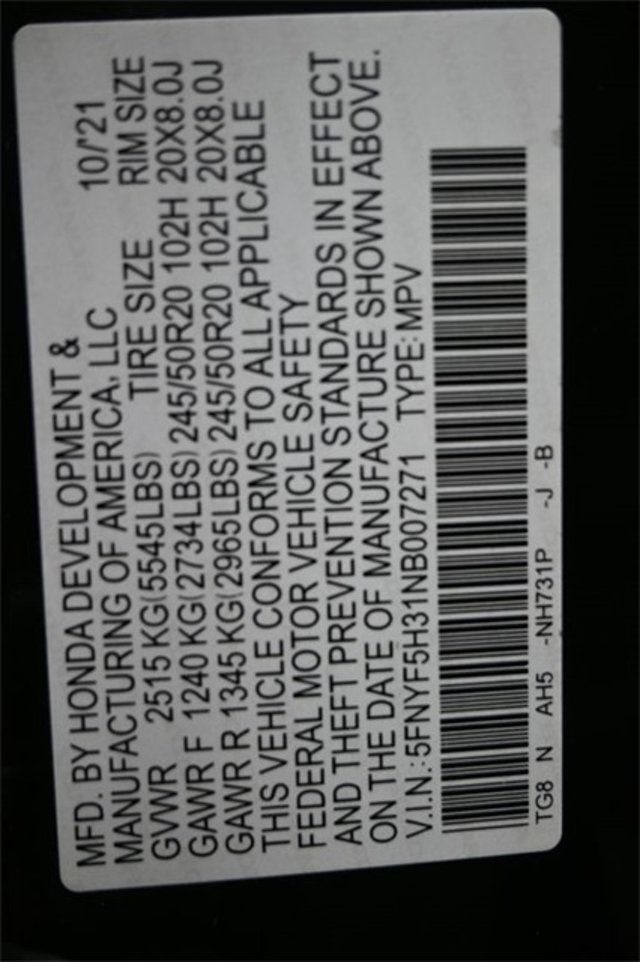 MFD. BY HONDA DEVELOPMENT &
MANUFACTURING OF AMERICA, LLC 10/'21
GVWR 2515 KG(5545LBS) TIRE SIZE RIM SIZE
GAWR F 1240 KG(2734LBS) 245/50R20 102H 20X8.0J
GAWR R 1345 KG(2965LBS) 245/50R20 102H 20X8.0J
THIS VEHICLE CONFORMS TO ALL APPLICABLE
FEDERAL MOTOR VEHICLE SAFETY
AND THEFT PREVENTION STANDARDS IN EFFECT
ON THE DATE OF MANUFACTURE SHOWN ABOVE.
V.I.N.:5FNYF5H31NB007271 TYPE:MPV
TG8 N AH5 -NH731P -J -B